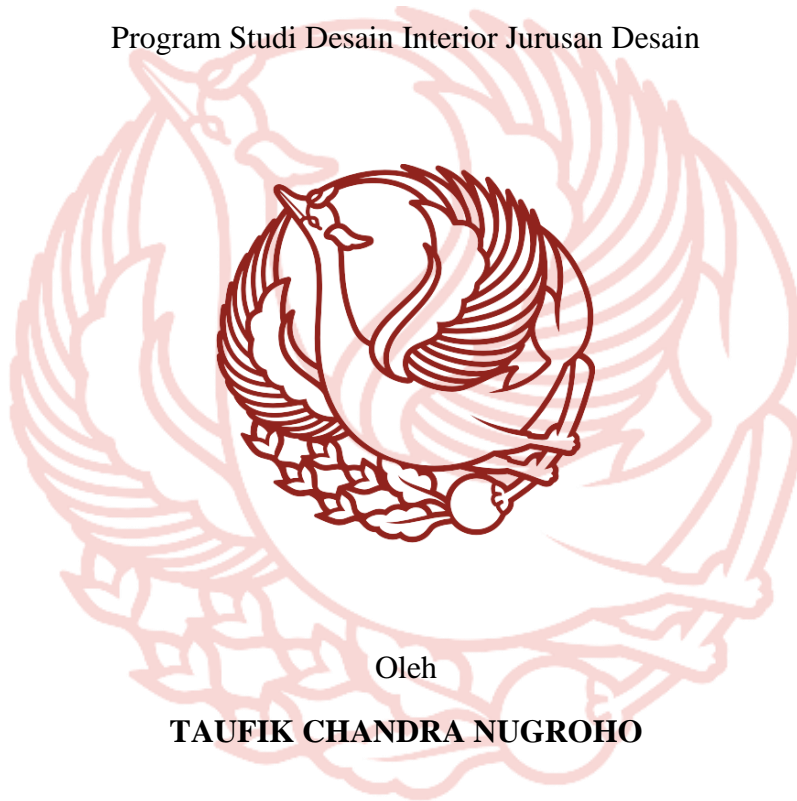 Program Studi Desain Interior Jurusan Desain
Oleh
TAUFIK CHANDRA NUGROHO